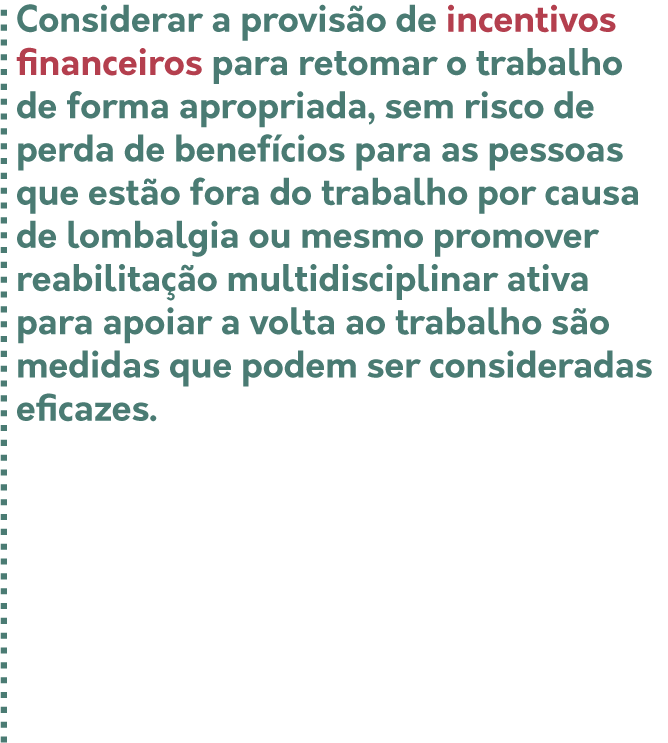 Considerar a provisão de incentivos
financeiros para retomar o trabalho
de forma apropriada, sem risco de
perda de benefícios para as pessoas
que estão fora do trabalho por causa
de lombalgia ou mesmo promover
reabilitação multidisciplinar ativa
para apoiar a volta ao trabalho são
medidas que podem ser consideradas
eficazes.